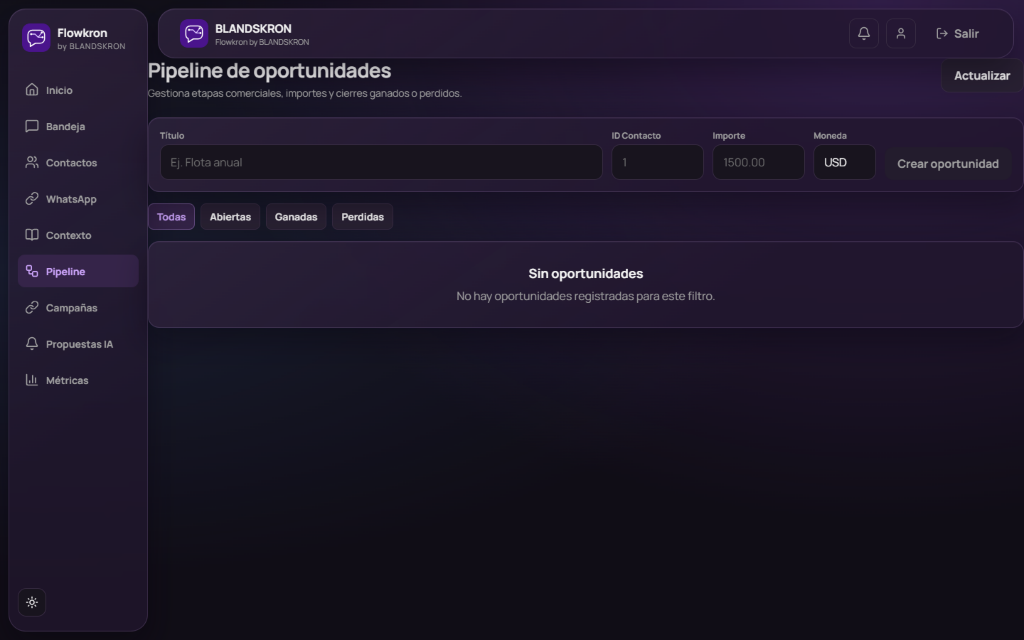 Flowkron
by BLANDSKRON
Inicio
Bandeja
Contactos
WhatsApp
Contexto
Pipeline
Campañas
Propuestas IA
Métricas
BLANDSKRON
Flowkron by BLANDSKRON
Salir
Pipeline de oportunidades
Gestiona etapas comerciales, importes y cierres ganados o perdidos.
Actualizar
Título
ID Contacto
Importe
Moneda
Ej. Flota anual
1
1500.00
USD
Crear oportunidad
Todas
Abiertas
Ganadas
Perdidas
Sin oportunidades
No hay oportunidades registradas para este filtro.